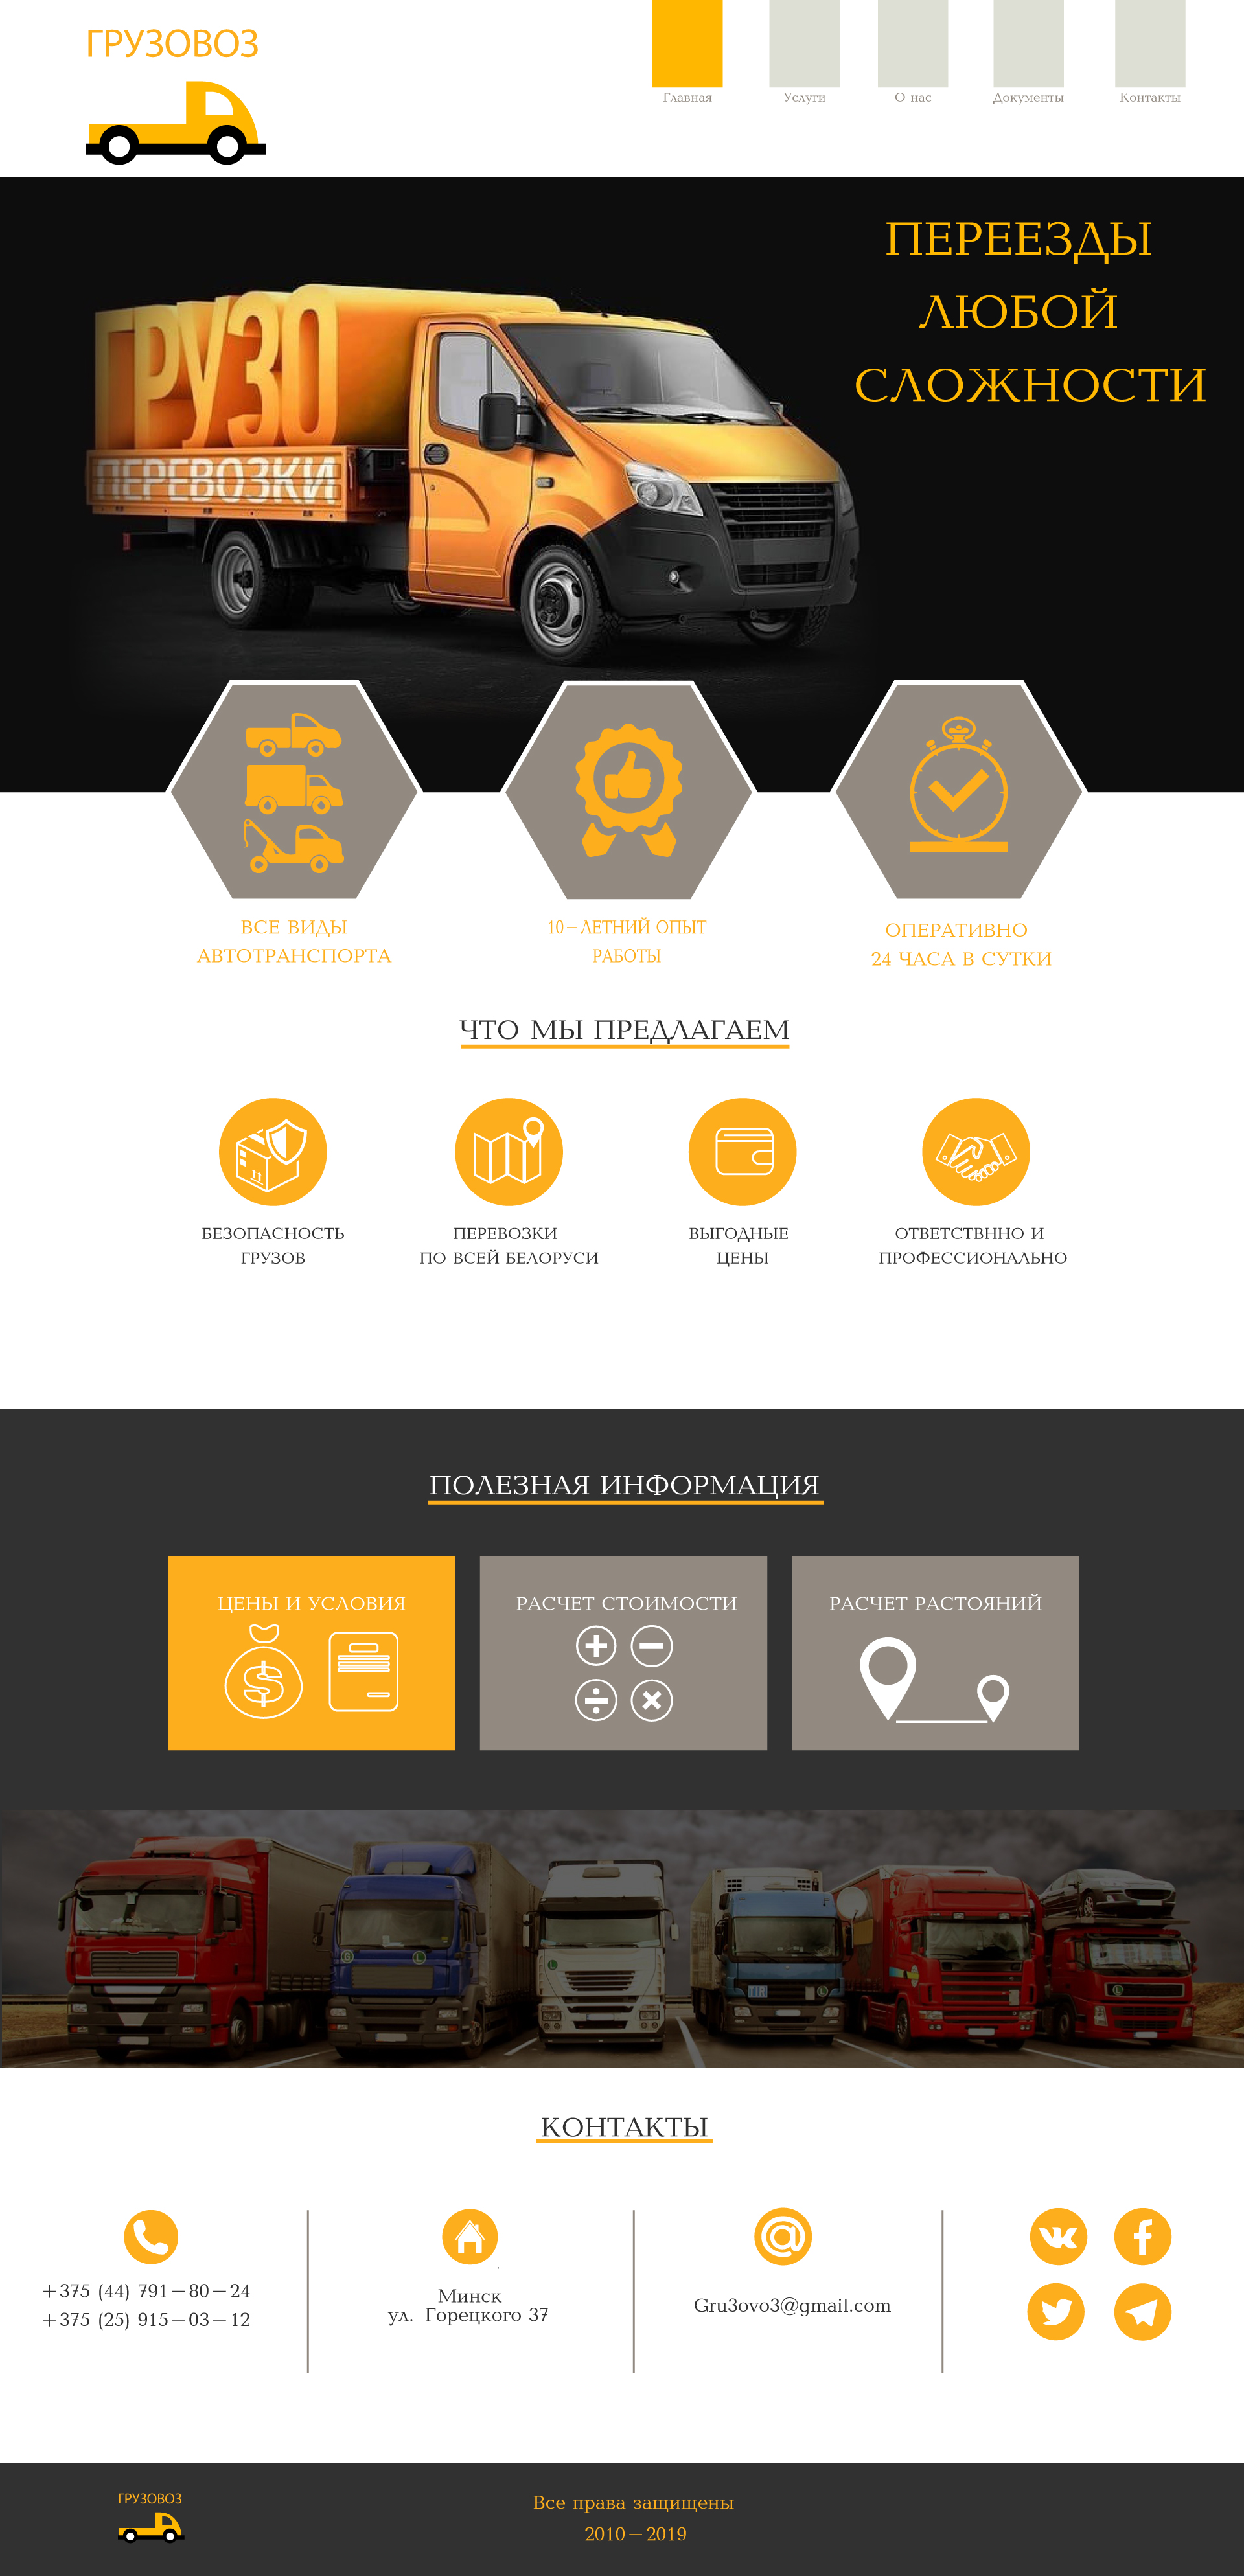 ГРУЗОВОЗ
Главная
Услуги
О нас
Документы
Контакты
ПЕРЕЕЗДЫ
ЛЮБОЙ
СЛОЖНОСТИ
ГРУЗО
ПЕРЕВОЗКИ
ВСЕ ВИДЫ
АВТОТРАНСПОРТА
10-ЛЕТНИЙ ОПЫТ
РАБОТЫ
ОПЕРАТИВНО
24 ЧАСА В СУТКИ
ЧТО МЫ ПРЕДЛАГАЕМ
БЕЗОПАСНОСТЬ
ГРУЗОВ
ПЕРЕВОЗКИ
ПО ВСЕЙ БЕЛОРУСИ
ВЫГОДНЫЕ
ЦЕНЫ
ОТВЕТСТВННО И
ПРОФЕССИОНАЛЬНО
ПОЛЕЗНАЯ ИНФОРМАЦИЯ
ЦЕНЫ И УСЛОВИЯ
РАСЧЕТ СТОИМОСТИ
РАСЧЕТ РАСТОЯНИЙ
G
L
L
TIR
L
L
КОНТАКТЫ
+375 (44) 791-80-24
+375 (25) 915-03-12
Минск
ул. Горецкого 37
Gru3ovo3@gmail.com
ГРУЗОВОЗ
Все права защищены
2010-2019